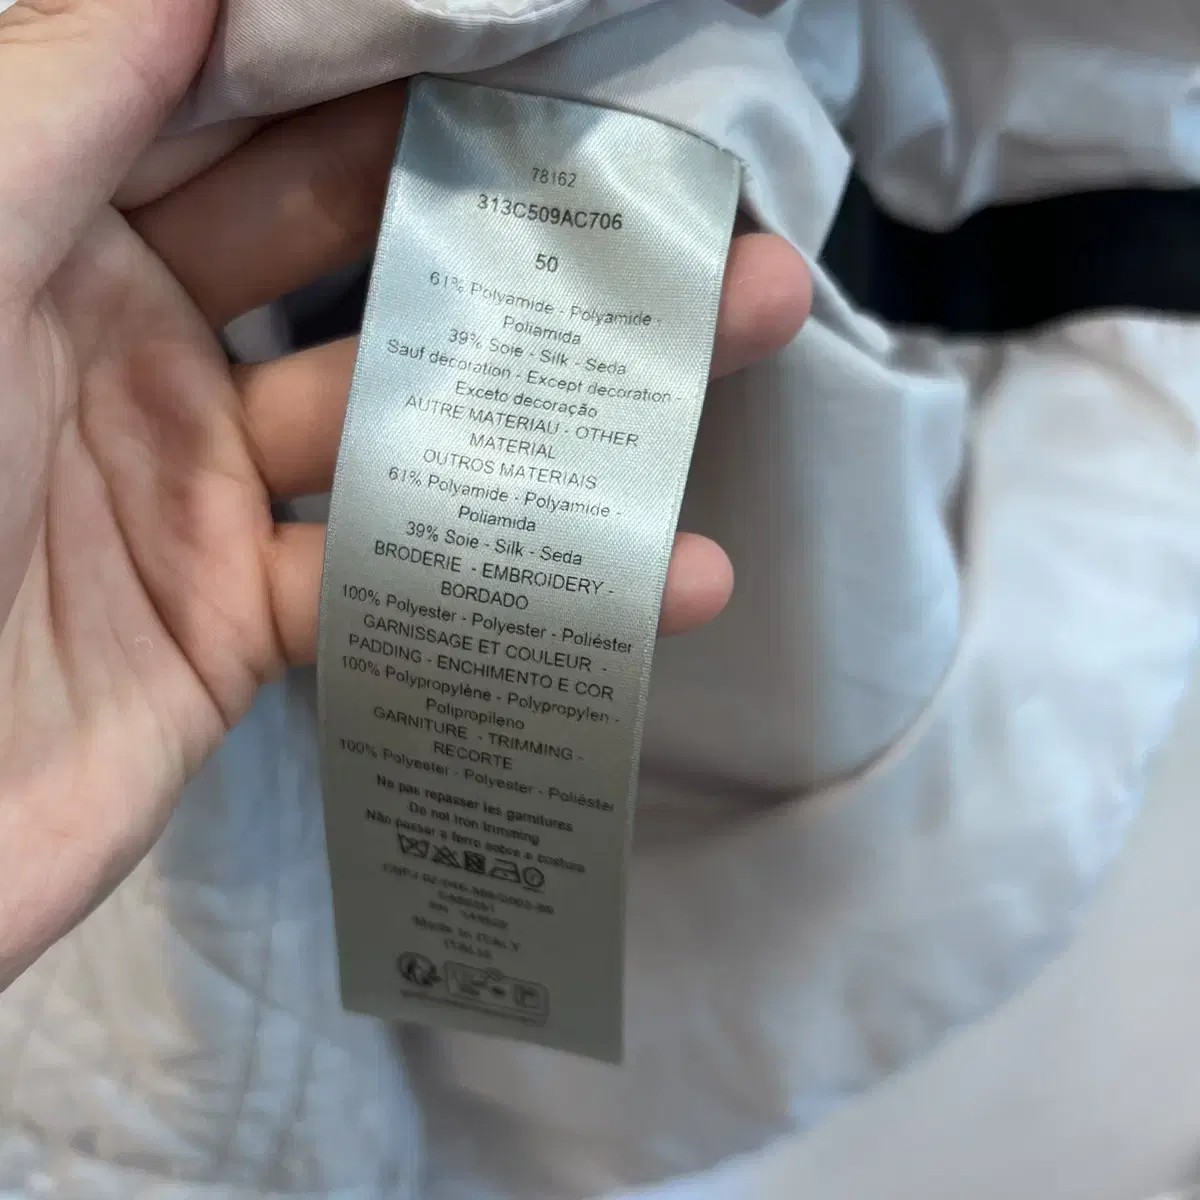 78162
313C509AC706
50
61% Polyamide - Polyamide -
Poliamida
39% Soie - Silk - Seda
Sauf decoration - Except decoration -
Exceto decoração
AUTRE MATERIAU - OTHER
MATERIAL
OUTROS MATERIAIS
61% Polyamide - Polyamide -
Poliamida
39% Soie - Silk - Seda
BRODERIE - EMBROIDERY -
BORDADO
100% Polyester - Polyester - Poliéster
GARNISSAGE ET COULEUR -
PADDING - ENCHIMENTO E COR
100% Polypropylène - Polypropylen -
Polipropileno
GARNITURE - TRIMMING -
RECORTE
100% Polyester - Polyester - Poliéster
Ne pas repasser les garnitures
Do not iron trimming
Não passar a ferro sobre a costura
Made in ITALY